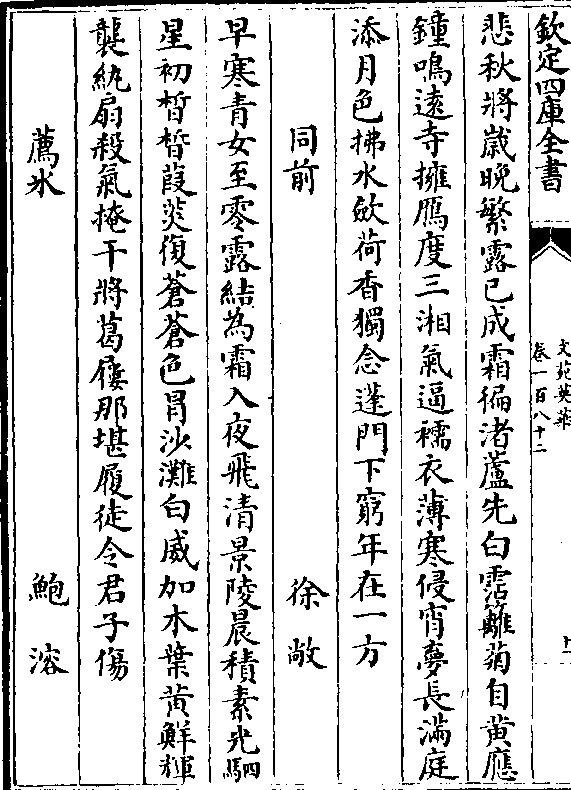 欽定四庫全書
文苑英華
卷一百八十二
十一
悲秋將歲晚繁露已成霜徧渚蘆先白霑籬菊自黃應
鐘鳴遠寺擁鴈度三湘氣逼襦衣薄寒侵宵夢長滿庭
添月色拂水斂荷香獨念蓬門下窮年在一方
同前 徐敞
早寒青女至零露結為霜入夜飛清景陵晨積素光駟
星初晳晳葭菼復蒼蒼色冒沙灘白威加木葉黃鮮輝
襲紈扇殺氣掩干將葛屨那堪履徒令君子傷
薦氷 鮑溶